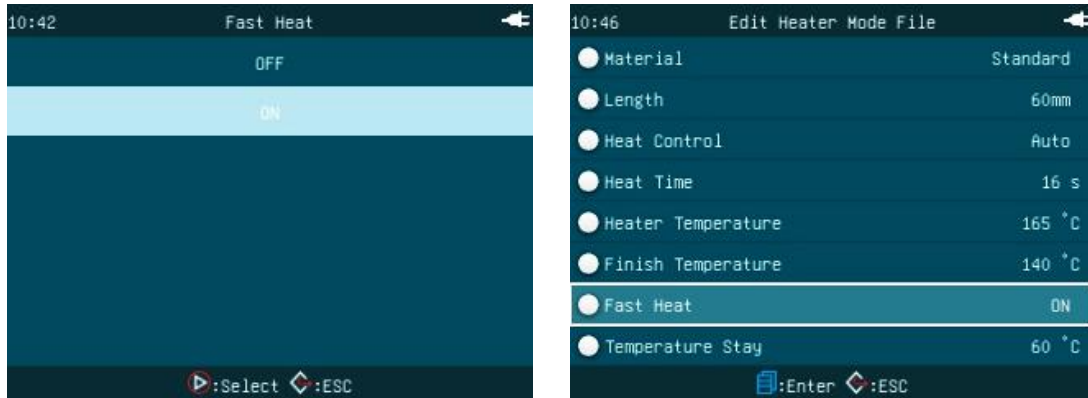 10:42 Fast Heat
OFF
ON
:Select :ESC
10:46 Edit Heater Mode File
Material Standard
Length 60mm
Heat Control Auto
Heat Time 16 s
Heater Temperature 165 °C
Finish Temperature 140 °C
Fast Heat ON
Temperature Stay 60 °C
:Enter :ESC